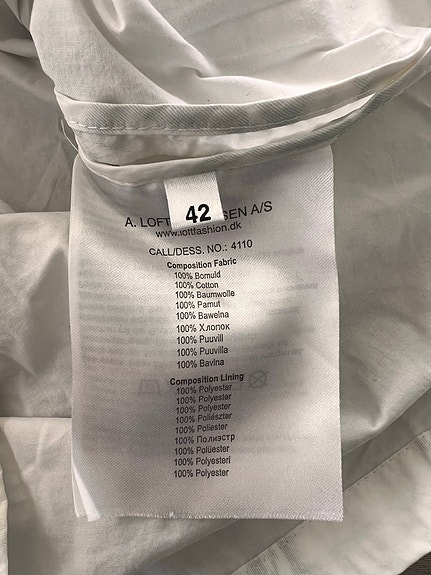 42
A. LOFT SEN A/S
www.loftfashion.dk
CALL/DESS. NO.: 4110
Composition Fabric
100% Bomuld
100% Cotton
100% Baumwolle
100% Pamut
100% Bawelna
100% Хлопок
100% Puuvill
100% Puuvilla
100% Bavlna
Composition Lining
100% Polyester
100% Polyester
100% Polyester
100% Poliészter
100% Poliester
100% Полиэстр
100% Polüester
100% Polyesteri
100% Polyester